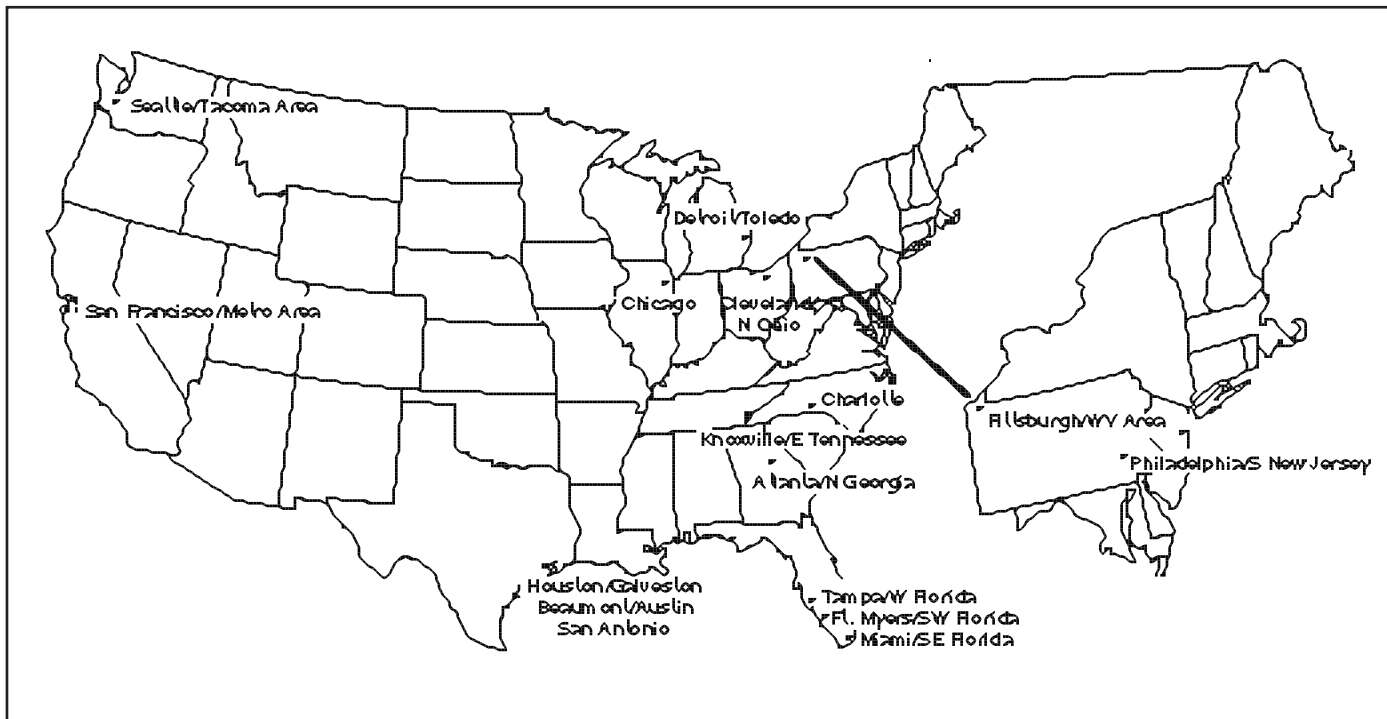 Seattle/Tacoma Area
Detroit/Toledo
San Francisco/Metro Area
Chicago
Cleveland/
N Ohio
Charlotte
Pittsburgh/WV Area
Knoxville/E Tennessee
Philadelphia/S New Jersey
Atlanta/N Georgia
Houston/Galveston
Beaumont/Austin
San Antonio
Tampa/W Florida
Ft. Myers/SW Florida
Miami/SE Florida